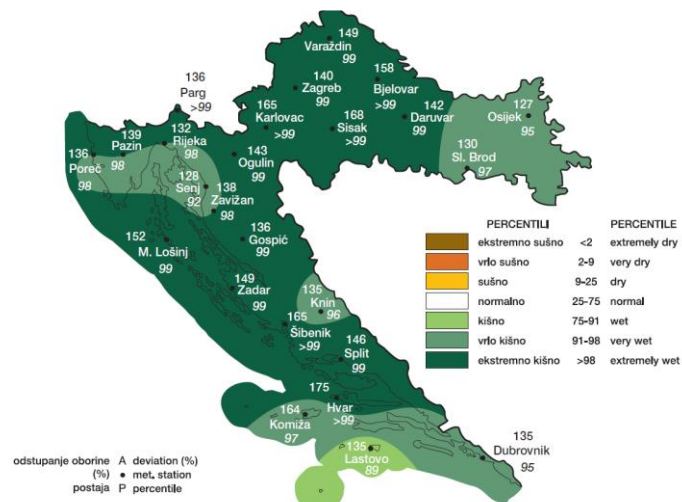 149
Varaždin
99
158
Bjelovar
>99
140
Zagreb
99
136
Parg
>99
165
Karlovac
>99
168
Sisak
>99
142
Daruvar
99
127
Osijek
95
130
Sl. Brod
97
139
Pazin
98
132
Rijeka
98
136
Poreč
98
143
Ogulin
99
128
Senj
92
138
Zavižan
98
136
Gospić
99
152
M. Lošinj
99
149
Zadar
99
135
Knin
96
165
Šibenik
>99
146
Split
99
175
Hvar
>99
164
Komiža
97
135
Lastovo
89
135
Dubrovnik
95
PERCENTILI PERCENTILE
ekstremno sušno <2 extremely dry
vrlo sušno 2-9 very dry
sušno 9-25 dry
normalno 25-75 normal
kišno 75-91 wet
vrlo kišno 91-98 very wet
ekstremno kišno >98 extremely wet
odstupanje oborine A deviation (%)
(%) met. station
postaja P percentile